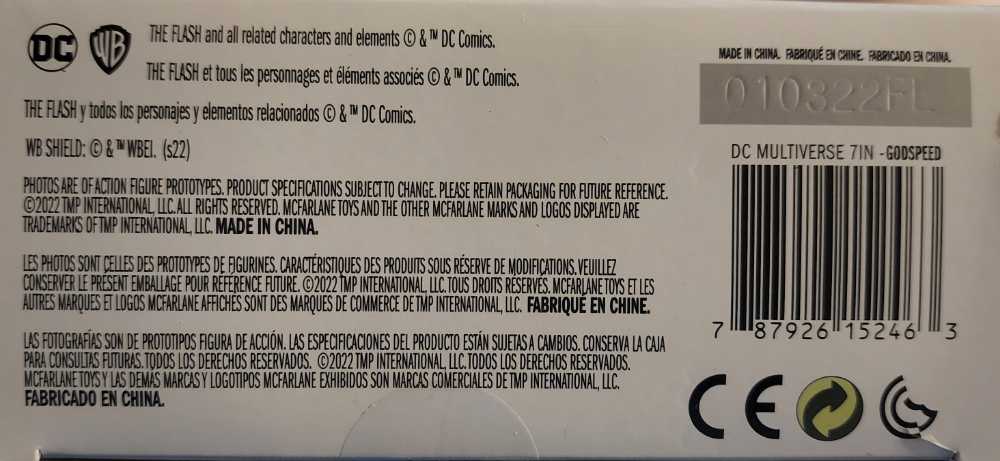 DC WB THE FLASH and all related characters and elements © & ™ DC Comics.
THE FLASH et tous les personnages et éléments associés © & ™ DC Comics.
THE FLASH y todos los personajes y elementos relacionados © & ™ DC Comics.
WB SHIELD: © & ™ WBEI. (s22)
PHOTOS ARE OF ACTION FIGURE PROTOTYPES. PRODUCT SPECIFICATIONS SUBJECT TO CHANGE. PLEASE RETAIN PACKAGING FOR FUTURE REFERENCE.
©2022 TMP INTERNATIONAL, LLC. ALL RIGHTS RESERVED. MCFARLANE TOYS AND THE OTHER MCFARLANE MARKS AND LOGOS DISPLAYED ARE
TRADEMARKS OF TMP INTERNATIONAL, LLC. MADE IN CHINA.
LES PHOTOS SONT CELLES DES PROTOTYPES DE FIGURINES. CARACTÉRISTIQUES DES PRODUITS SOUS RÉSERVE DE MODIFICATIONS. VEUILLEZ
CONSERVER LE PRÉSENT EMBALLAGE POUR RÉFÉRENCE FUTURE. ©2022 TMP INTERNATIONAL, LLC. TOUS DROITS RÉSERVÉS. MCFARLANE TOYS ET LES
AUTRES MARQUES ET LOGOS MCFARLANE AFFICHÉS SONT DES MARQUES DE COMMERCE DE TMP INTERNATIONAL, LLC. FABRIQUÉ EN CHINE.
LAS FOTOGRAFÍAS SON DE PROTOTIPOS FIGURA DE ACCIÓN. LAS ESPECIFICACIONES DEL PRODUCTO ESTÁN SUJETAS A CAMBIOS. CONSERVA LA CAJA
PARA CONSULTAS FUTURAS. TODOS LOS DERECHOS RESERVADOS. ©2022 TMP INTERNATIONAL, LLC. TODOS LOS DERECHOS RESERVADOS.
MCFARLANE TOYS Y LAS DEMAS MARCAS Y LOGOTIPOS MCFARLANE EXHIBIDOS SON MARCAS COMERCIALES DE TMP INTERNATIONAL, LLC.
FABRICADO EN CHINA.
MADE IN CHINA. FABRIQUÉ EN CHINE. FABRICADO EN CHINA.
010322FL
DC MULTIVERSE 7IN - GODSPEED
7 87926 15246 3
CE